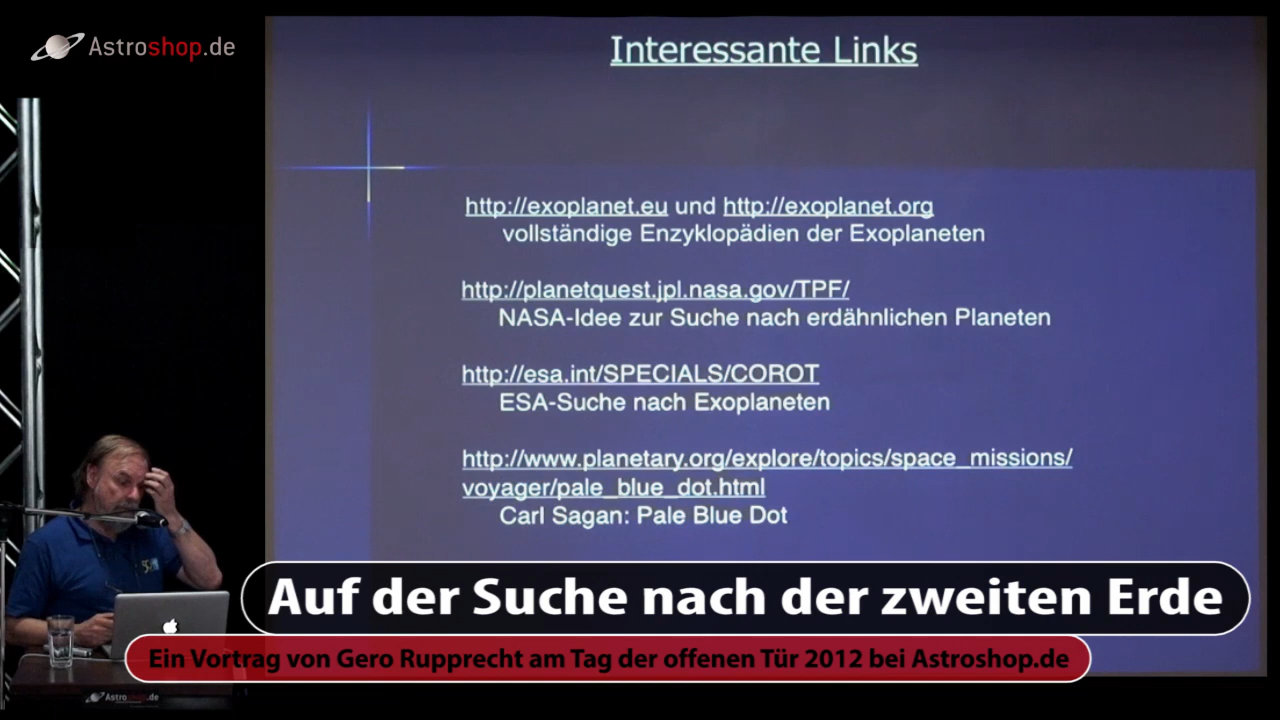 Astroshop.de
Interessante Links
http://exoplanet.eu und http://exoplanet.org
vollständige Enzyklopädien der Exoplaneten
http://planetquest.jpl.nasa.gov/TPF/
NASA-Idee zur Suche nach erdähnlichen Planeten
http://esa.int/SPECIALS/COROT
ESA-Suche nach Exoplaneten
http://www.planetary.org/explore/topics/space_missions/
voyager/pale_blue_dot.html
Carl Sagan: Pale Blue Dot
Auf der Suche nach der zweiten Erde
Ein Vortrag von Gero Rupprecht am Tag der offenen Tür 2012 bei Astroshop.de
Astroshop.de